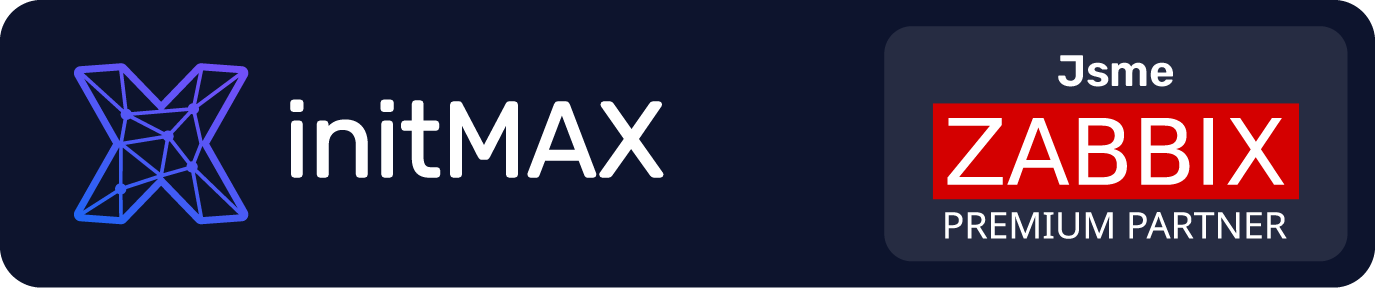 initMAX
Jsme
ZABBIX
PREMIUM PARTNER